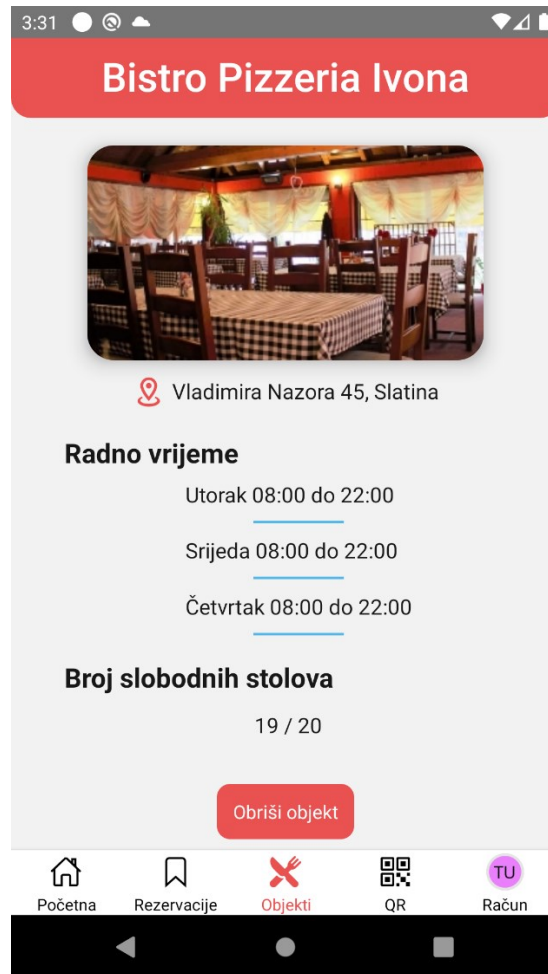 3:31
Bistro Pizzeria Ivona
Vladimira Nazora 45, Slatina
Radno vrijeme
Utorak 08:00 do 22:00
Srijeda 08:00 do 22:00
Četvrtak 08:00 do 22:00
Broj slobodnih stolova
19 / 20
Obriši objekt
TU
Početna Rezervacije Objekti QR Račun